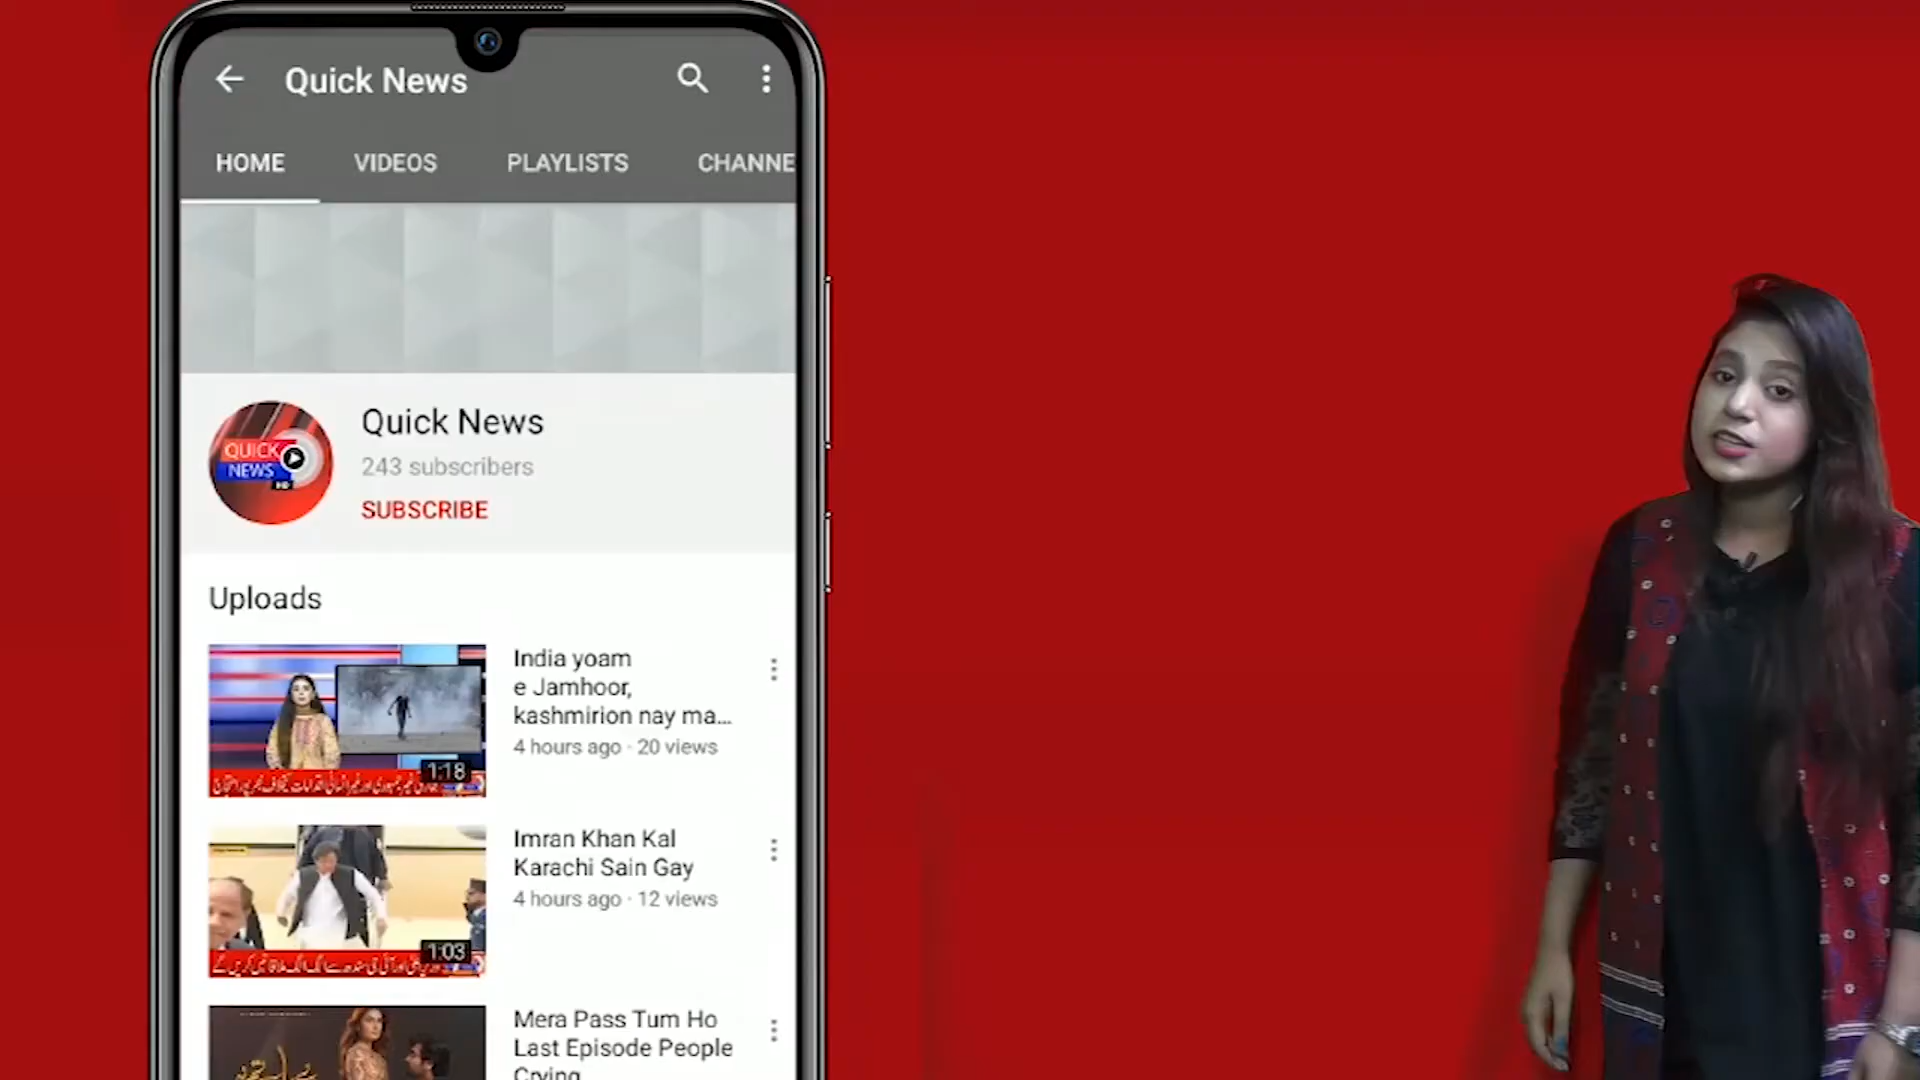 Quick News
HOME VIDEOS PLAYLISTS CHANNE
QUICK
NEWS
HD
Quick News
243 subscribers
SUBSCRIBE
Uploads
India yoam
e Jamhoor,
kashmirion nay ma...
4 hours ago · 20 views
1:18
Imran Khan Kal
Karachi Sain Gay
4 hours ago · 12 views
1:03
Mera Pass Tum Ho
Last Episode People
Crying